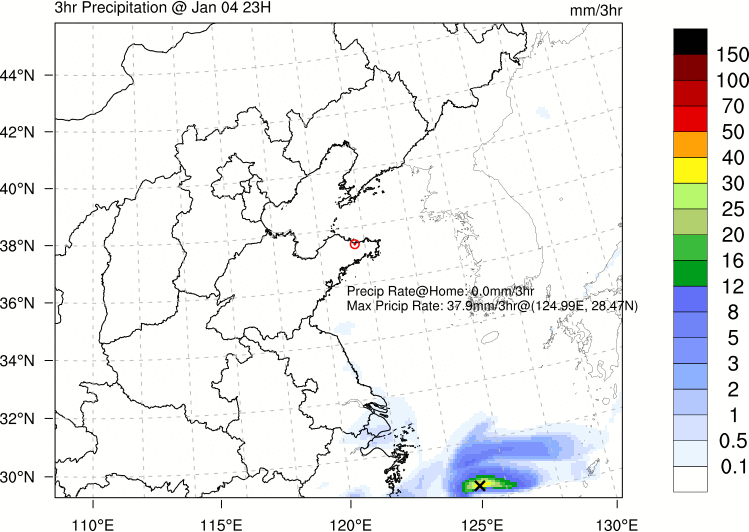 3hr Precipitation @ Jan 04 23H
mm/3hr
44°N
42°N
40°N
38°N
36°N
34°N
32°N
30°N
Precip Rate@Home: 0.0mm/3hr
Max Pricip Rate: 37.9mm/3hr@(124.99E, 28.47N)
110°E
115°E
120°E
125°E
130°E
150
100
70
50
40
30
25
20
16
12
8
5
3
2
1
0.5
0.1